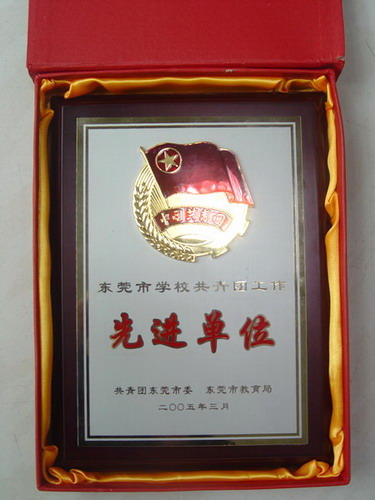 中国共青团
东莞市学校共青团工作
先进单位
共青团东莞市委 东莞市教育局
二〇〇五年三月